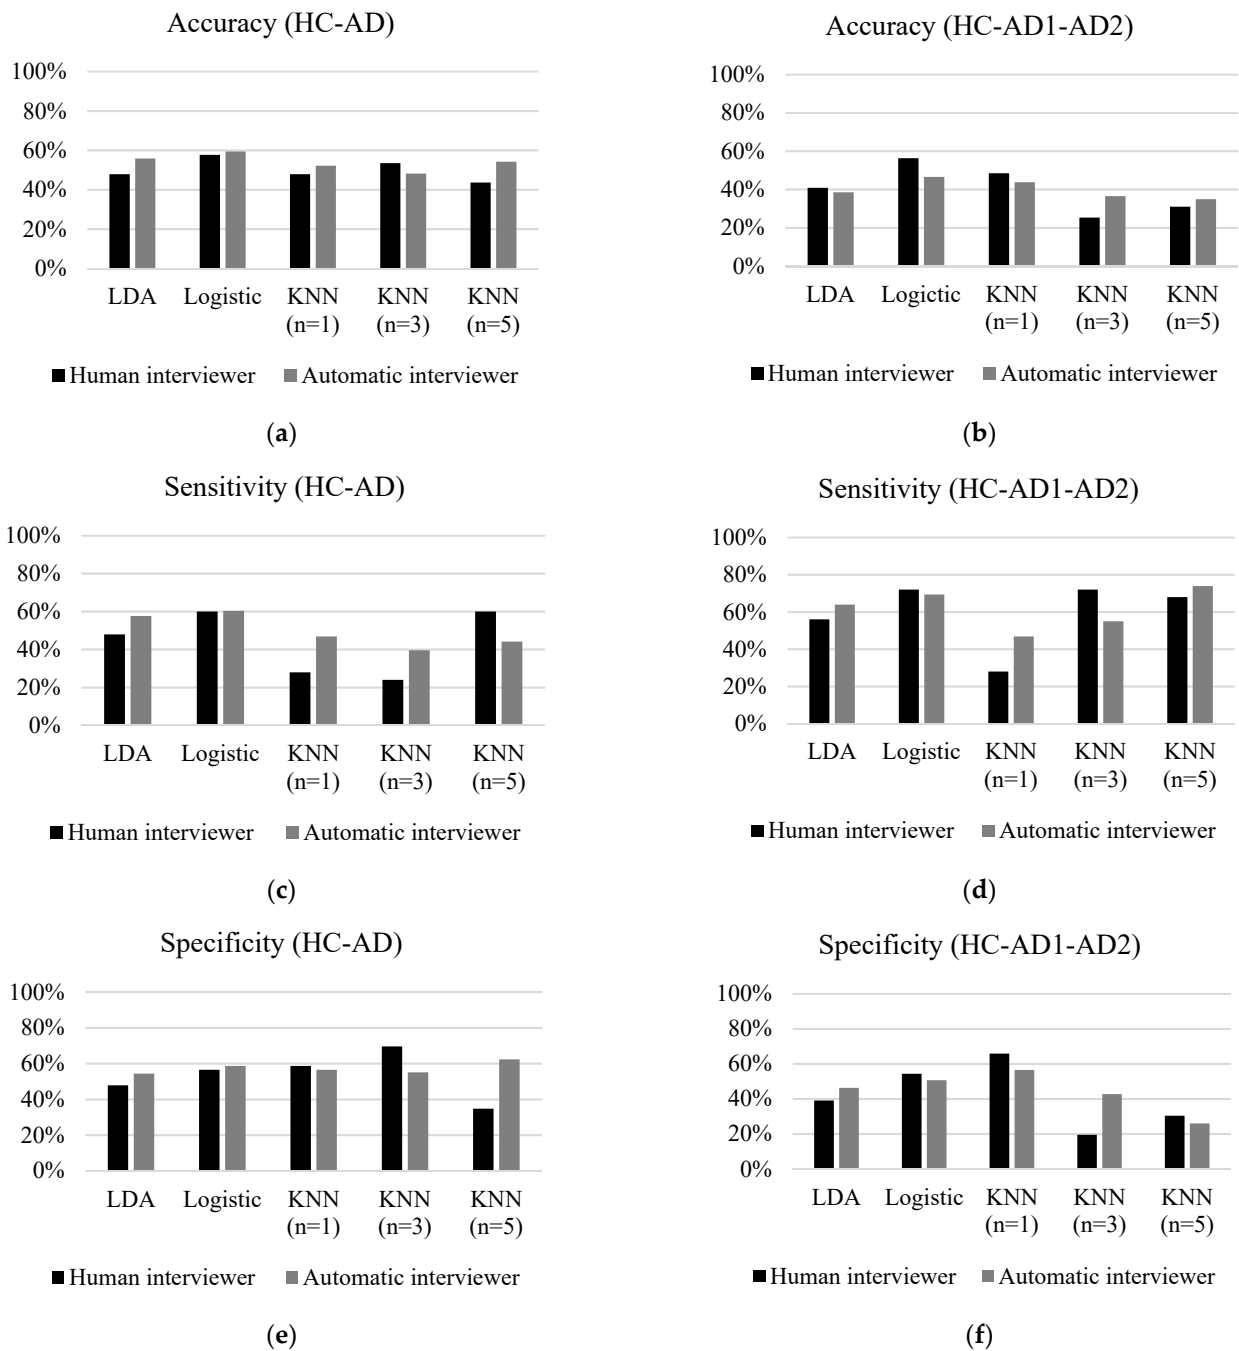 Accuracy (HC-AD)
100%
80%
60%
40%
20%
0%
LDA Logistic KNN KNN KNN
(n=1) (n=3) (n=5)
Human interviewer Automatic interviewer
(a)
Accuracy (HC-AD1-AD2)
100%
80%
60%
40%
20%
0%
LDA Logictic KNN KNN KNN
(n=1) (n=3) (n=5)
Human interviewer Automatic interviewer
(b)
Sensitivity (HC-AD)
100%
80%
60%
40%
20%
0%
LDA Logistic KNN KNN KNN
(n=1) (n=3) (n=5)
Human interviewer Automatic interviewer
(c)
Sensitivity (HC-AD1-AD2)
100%
80%
60%
40%
20%
0%
LDA Logistic KNN KNN KNN
(n=1) (n=3) (n=5)
Human interviewer Automatic interviewer
(d)
Specificity (HC-AD)
100%
80%
60%
40%
20%
0%
LDA Logistic KNN KNN KNN
(n=1) (n=3) (n=5)
Human interviewer Automatic interviewer
(e)
Specificity (HC-AD1-AD2)
100%
80%
60%
40%
20%
0%
LDA Logistic KNN KNN KNN
(n=1) (n=3) (n=5)
Human interviewer Automatic interviewer
(f)